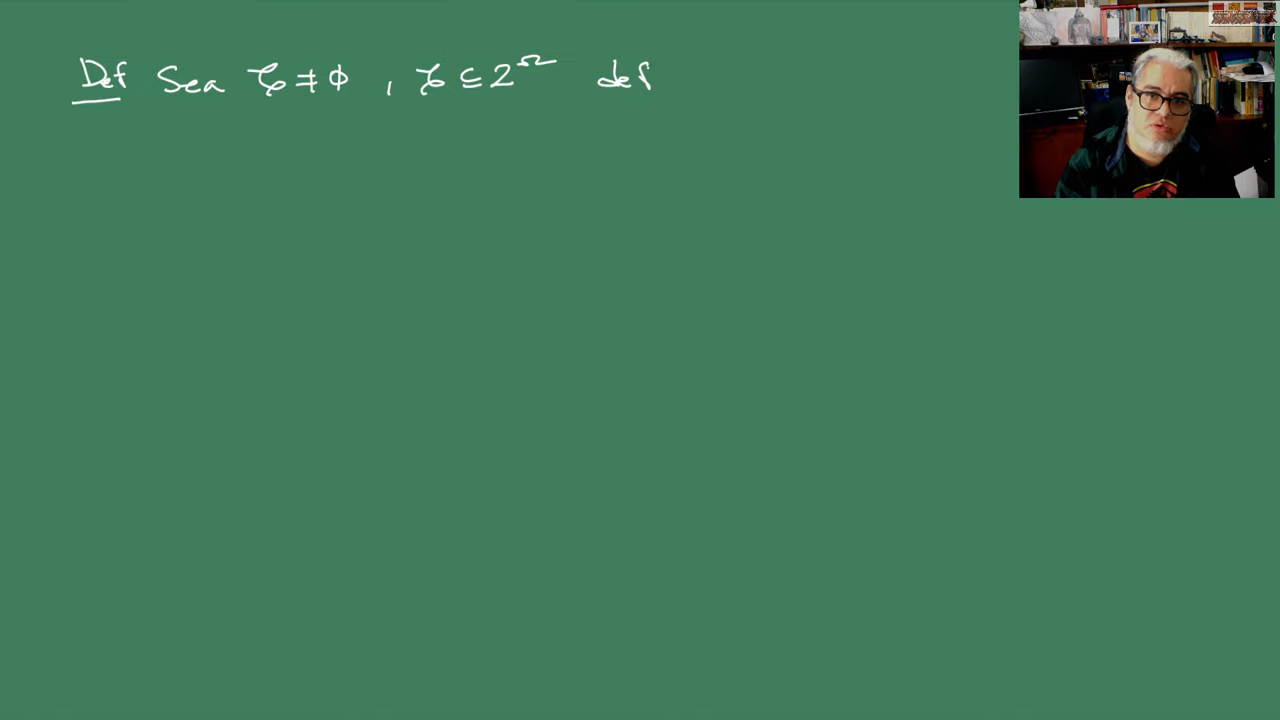 Def Sea 𝒞 ≠ ϕ , 𝒞 ⊆ 2^Ω def